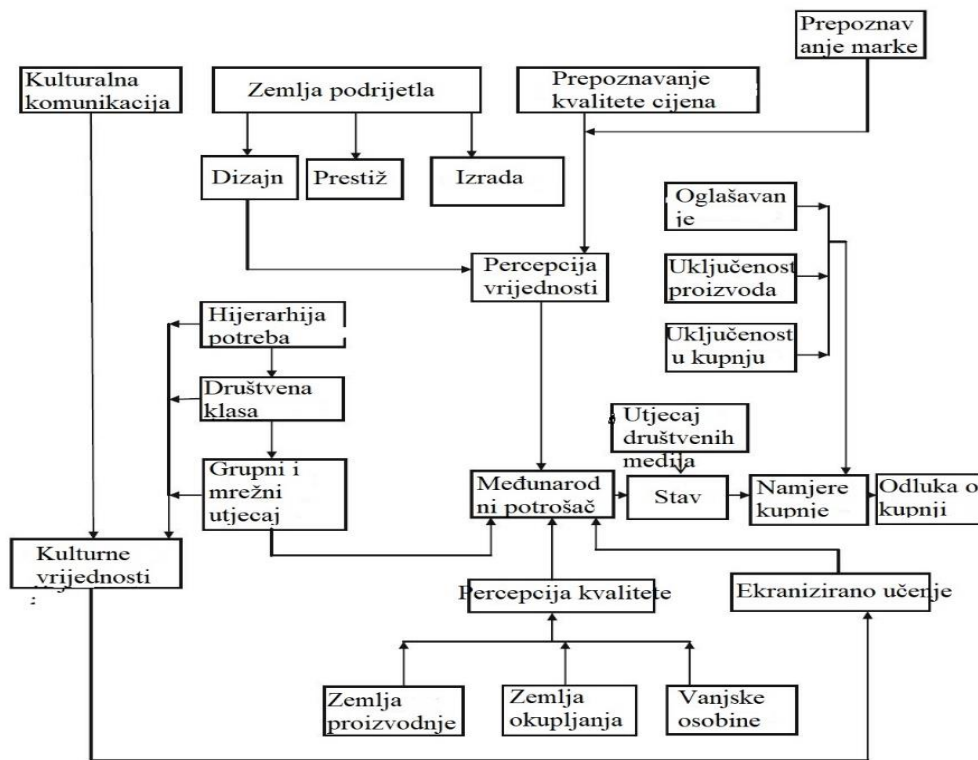 Prepoznav
anje marke
Kulturalna
komunikacija
Zemlja podrijetla
Prepoznavanje
kvalitete cijena
Dizajn
Prestiž
Izrada
Oglašavan
je
Percepcija
vrijednosti
Uključenost
proizvoda
Hijerarhija
potreba
Uključenost
u kupnju
Društvena
klasa
Utjecaj
društvenih
medija
Grupni i
mrežni
utjecaj
Međunarod
ni potrošač
Stav
Namjere
kupnje
Odluka o
kupnji
Kulturne
vrijednosti
:
Percepcija kvalitete
Ekranizirano učenje
Zemlja
proizvodnje
Zemlja
okupljanja
Vanjske
osobine